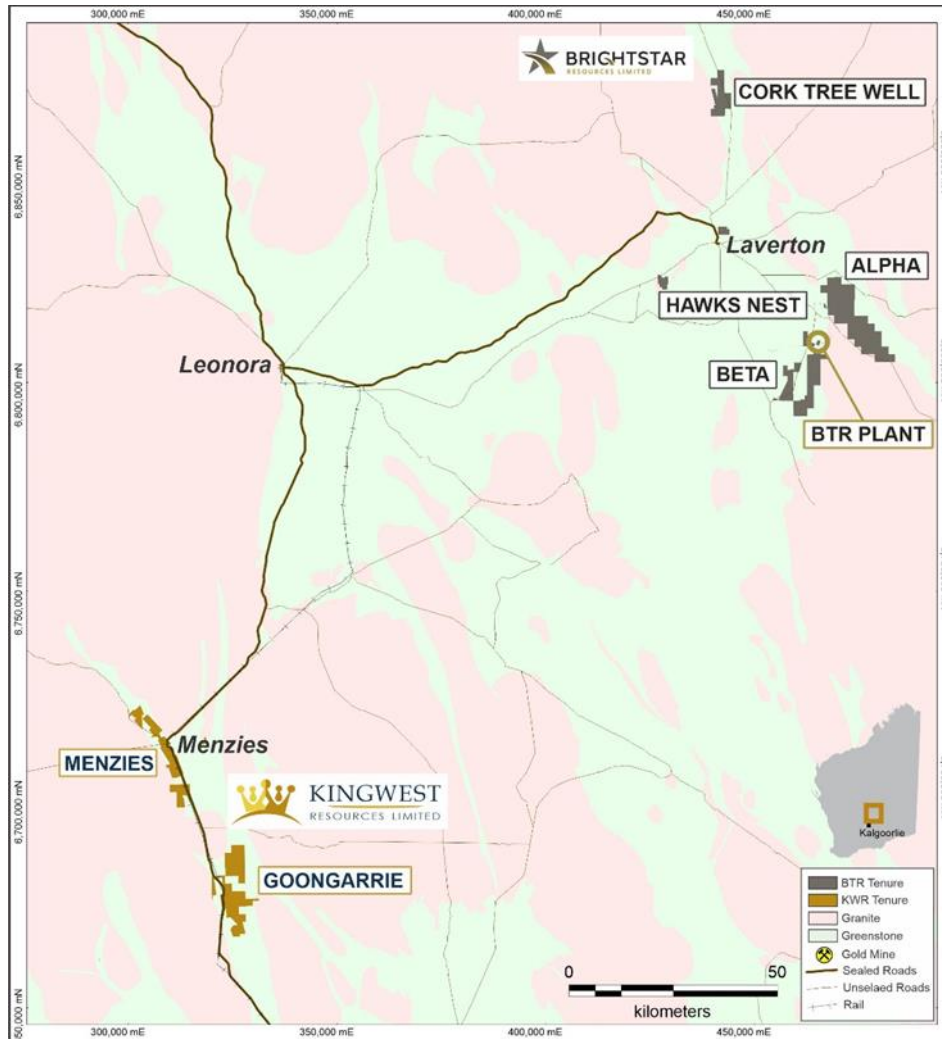 300,000 mE
350,000 mE
400,000 mE
450,000 mE
BRIGHTSTAR
RESOURCES LIMITED
CORK TREE WELL
6,850,000 mN
Laverton
ALPHA
HAWKS NEST
Leonora
BETA
6,800,000 mN
BTR PLANT
6,750,000 mN
Menzies
MENZIES
KINGWEST
RESOURCES LIMITED
6,700,000 mN
Kalgoorlie
GOONGARRIE
BTR Tenure
KWR Tenure
Granite
Greenstone
Gold Mine
Sealed Roads
Unselaed Roads
Rail
0
50
kilometers
300,000 mE
350,000 mE
400,000 mE
450,000 mE